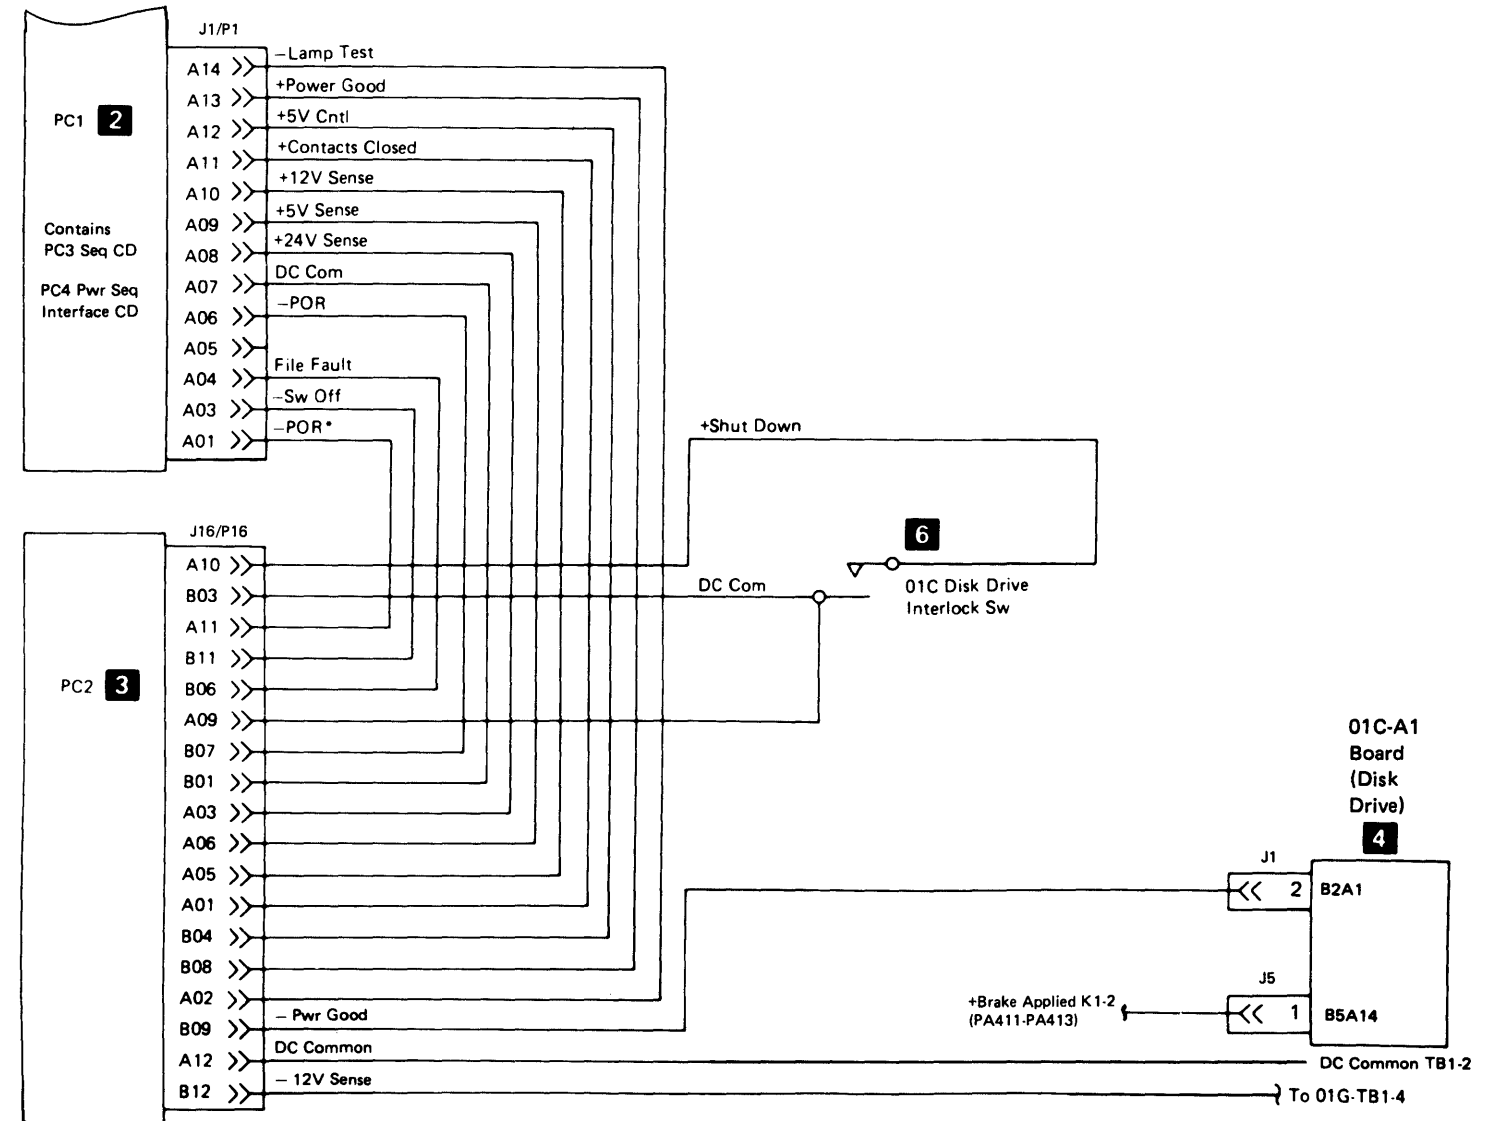 J1/P1
A14 −Lamp Test
A13 +Power Good
PC1 2
A12 +5V Cntl
A11 +Contacts Closed
A10 +12V Sense
A09 +5V Sense
Contains
PC3 Seq CD
A08 +24V Sense
A07 DC Com
PC4 Pwr Seq
Interface CD
A06 −POR
A05
A04 File Fault
A03 −Sw Off
A01 −POR*
+Shut Down
J16/P16
6
A10
01C Disk Drive
Interlock Sw
B03 DC Com
A11
B11
PC2 3
B06
A09
B07
B01
A03
A06
A05
A01
B04
B08
A02
B09 − Pwr Good
A12 DC Common
B12 − 12V Sense
01C-A1
Board
(Disk
Drive)
4
J1
2 B2A1
J5
1 B5A14
+Brake Applied K1-2
(PA411-PA413)
DC Common TB1-2
To 01G-TB1-4